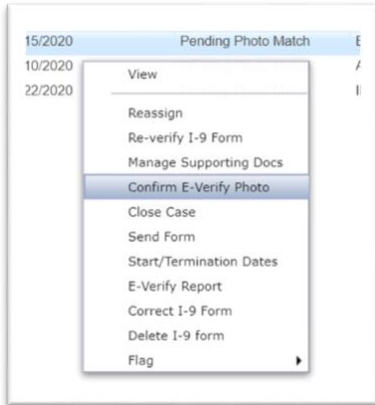 15/2020 Pending Photo Match
10/2020
22/2020
View
Reassign
Re-verify I-9 Form
Manage Supporting Docs
Confirm E-Verify Photo
Close Case
Send Form
Start/Termination Dates
E-Verify Report
Correct I-9 Form
Delete I-9 form
Flag